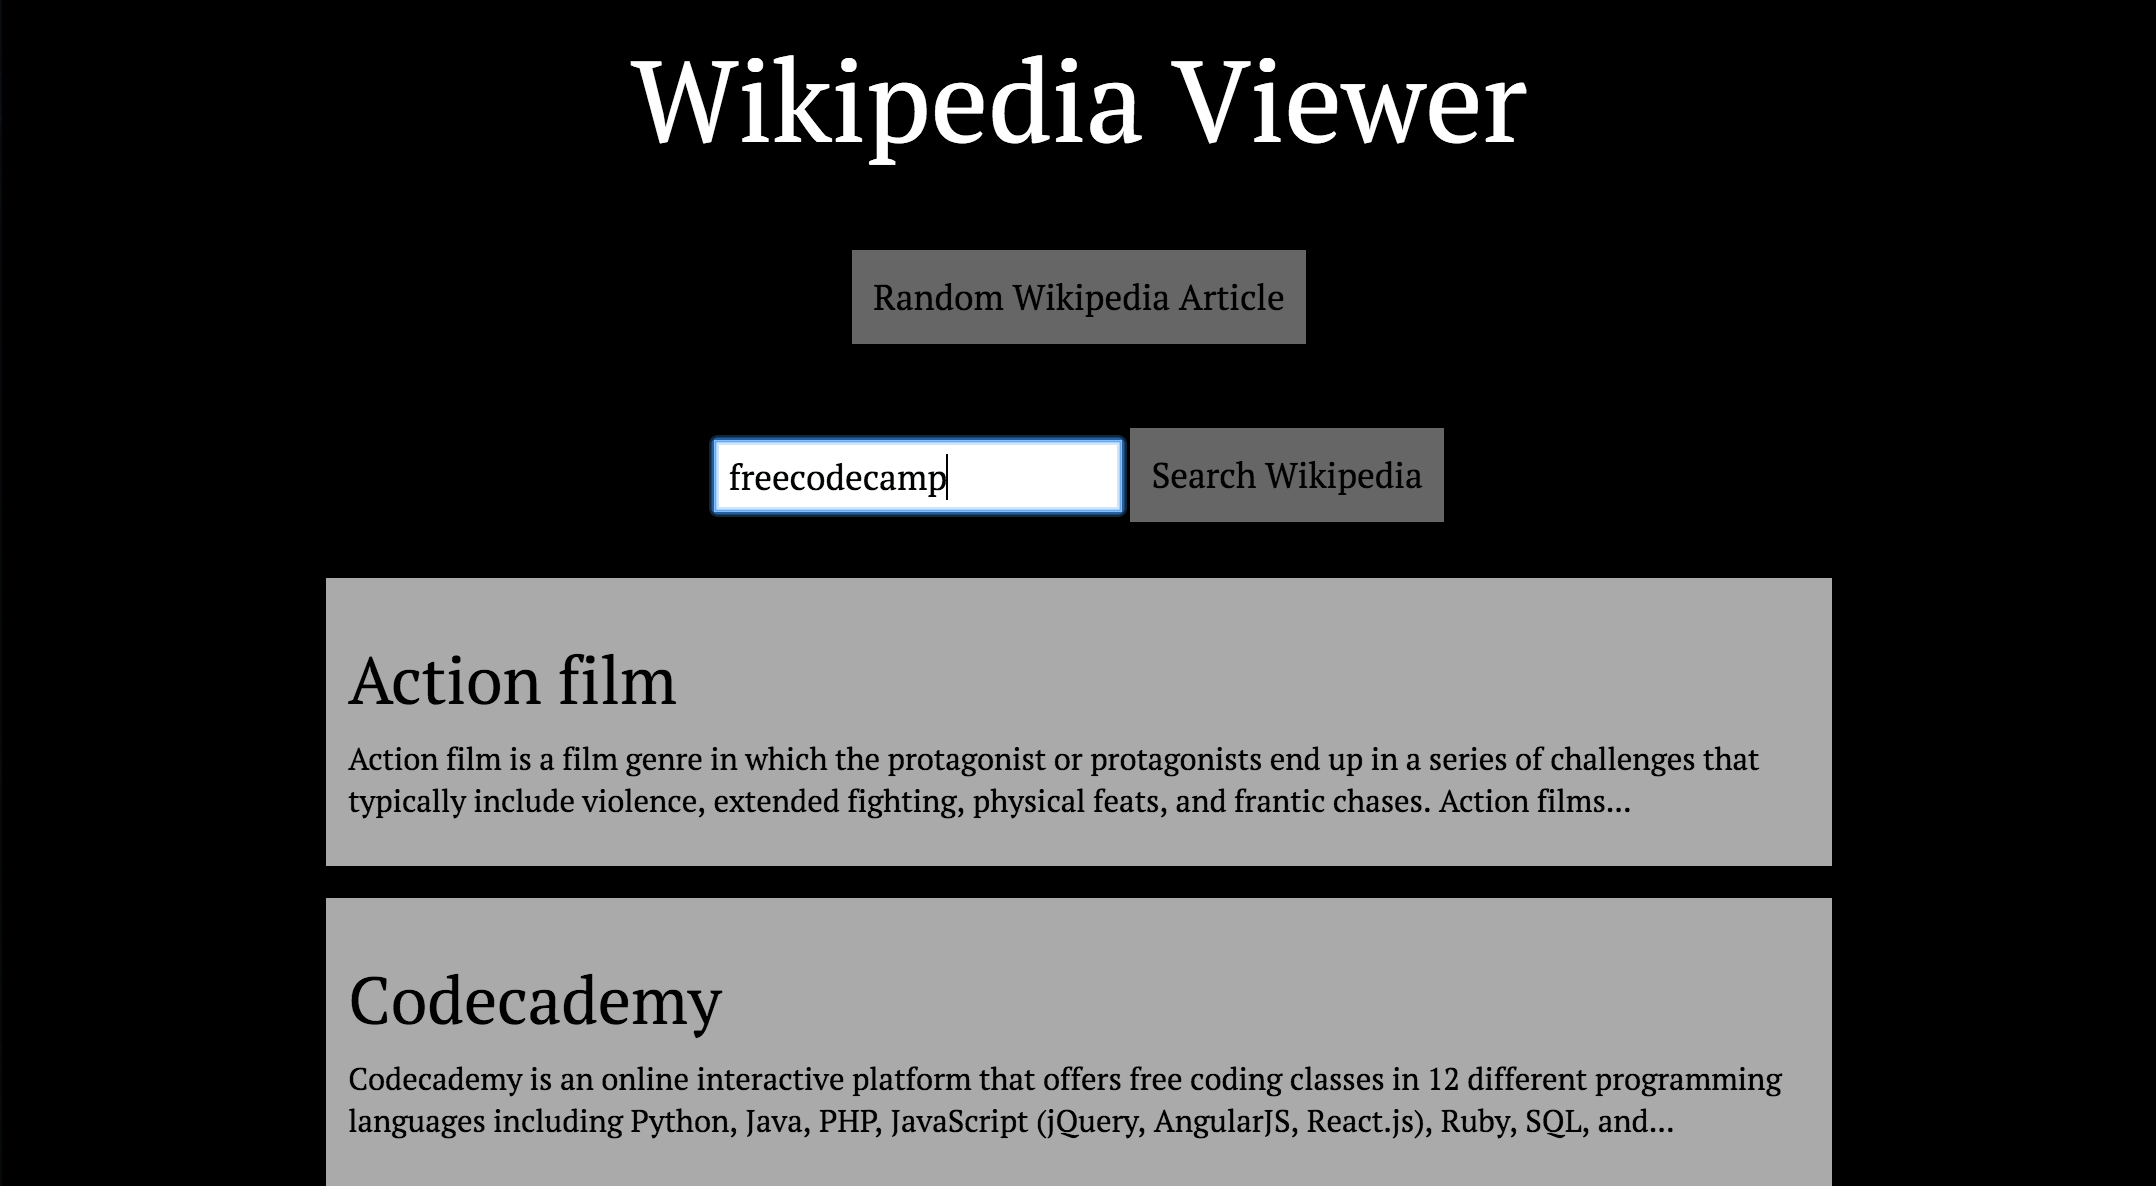 Wikipedia Viewer
Random Wikipedia Article
freecodecamp
Search Wikipedia
Action film
Action film is a film genre in which the protagonist or protagonists end up in a series of challenges that
typically include violence, extended fighting, physical feats, and frantic chases. Action films...
Codecademy
Codecademy is an online interactive platform that offers free coding classes in 12 different programming
languages including Python, Java, PHP, JavaScript (jQuery, AngularJS, React.js), Ruby, SQL, and...